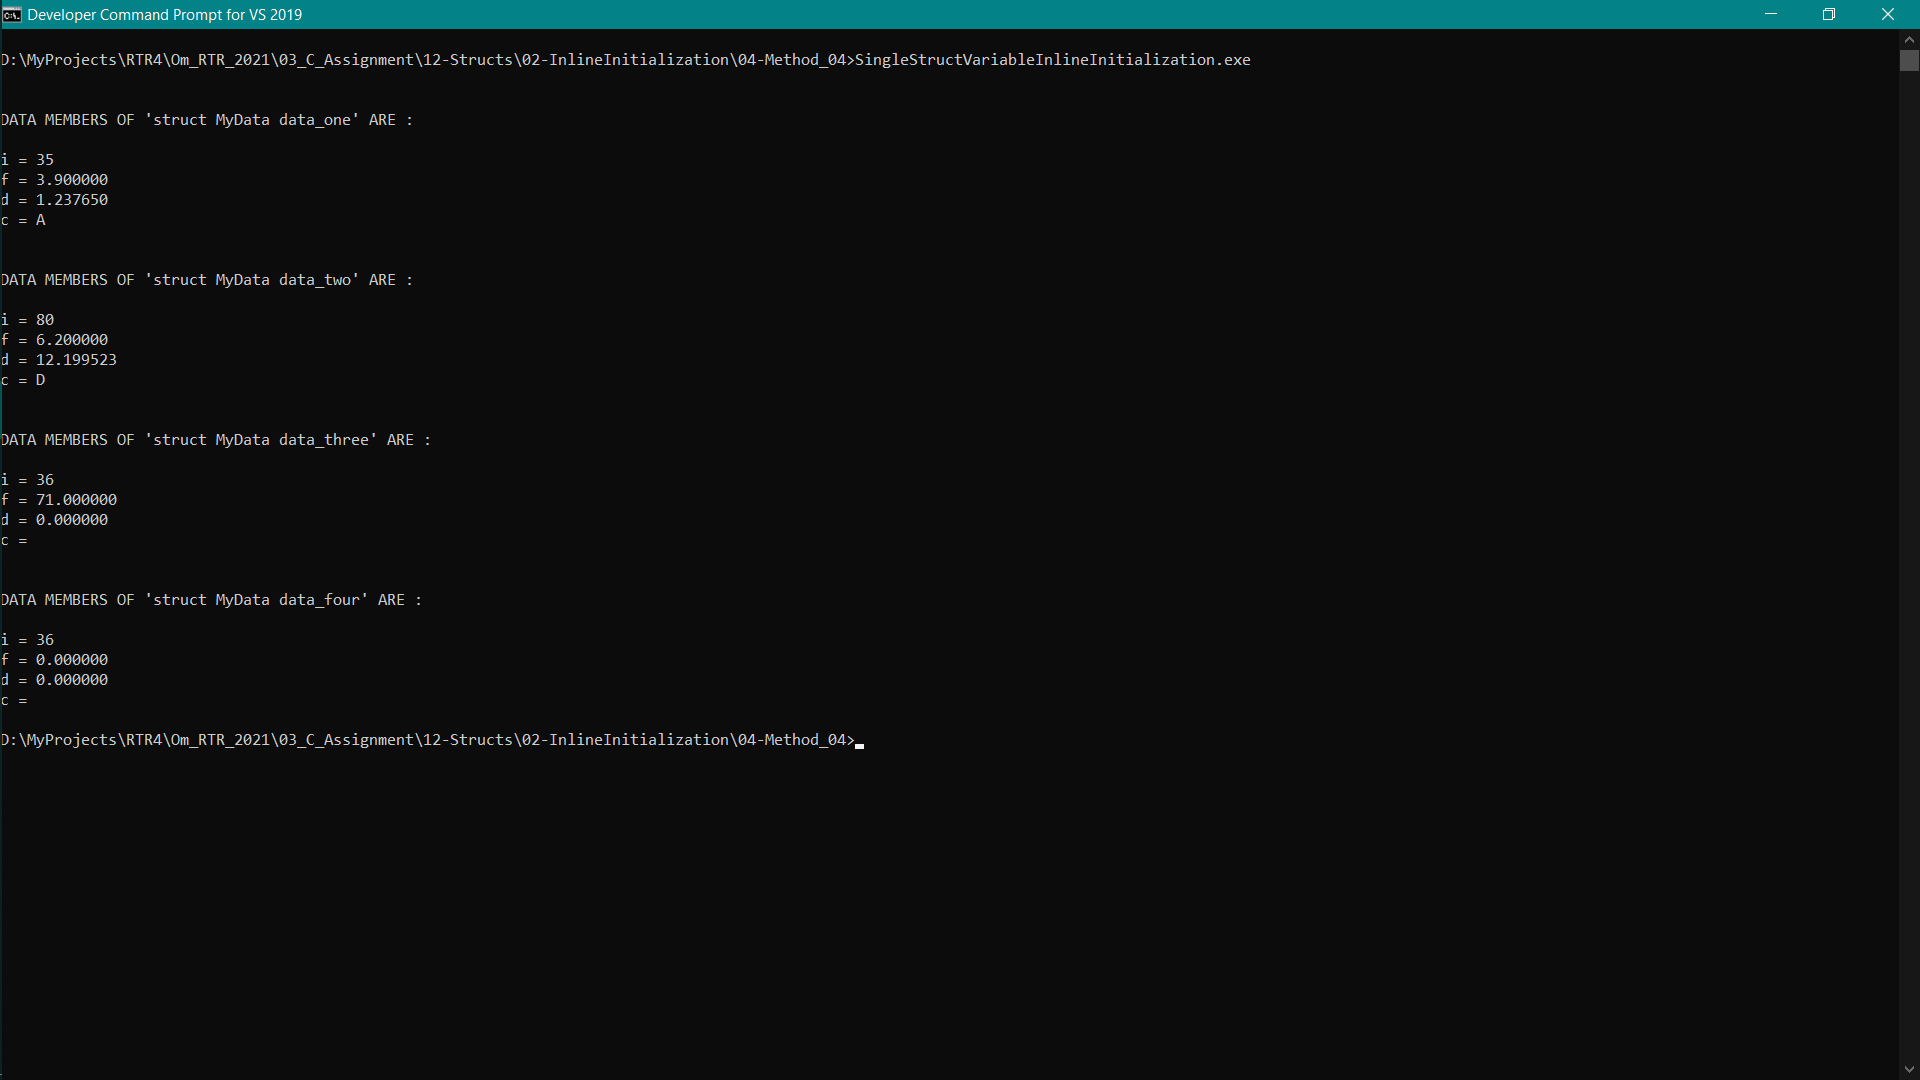 Developer Command Prompt for VS 2019
D:\MyProjects\RTR4\Om_RTR_2021\03_C_Assignment\12-Structs\02-InlineInitialization\04-Method_04>SingleStructVariableInlineInitialization.exe
DATA MEMBERS OF 'struct MyData data_one' ARE :
i = 35
f = 3.900000
d = 1.237650
c = A
DATA MEMBERS OF 'struct MyData data_two' ARE :
i = 80
f = 6.200000
d = 12.199523
c = D
DATA MEMBERS OF 'struct MyData data_three' ARE :
i = 36
f = 71.000000
d = 0.000000
c =
DATA MEMBERS OF 'struct MyData data_four' ARE :
i = 36
f = 0.000000
d = 0.000000
c =
D:\MyProjects\RTR4\Om_RTR_2021\03_C_Assignment\12-Structs\02-InlineInitialization\04-Method_04>